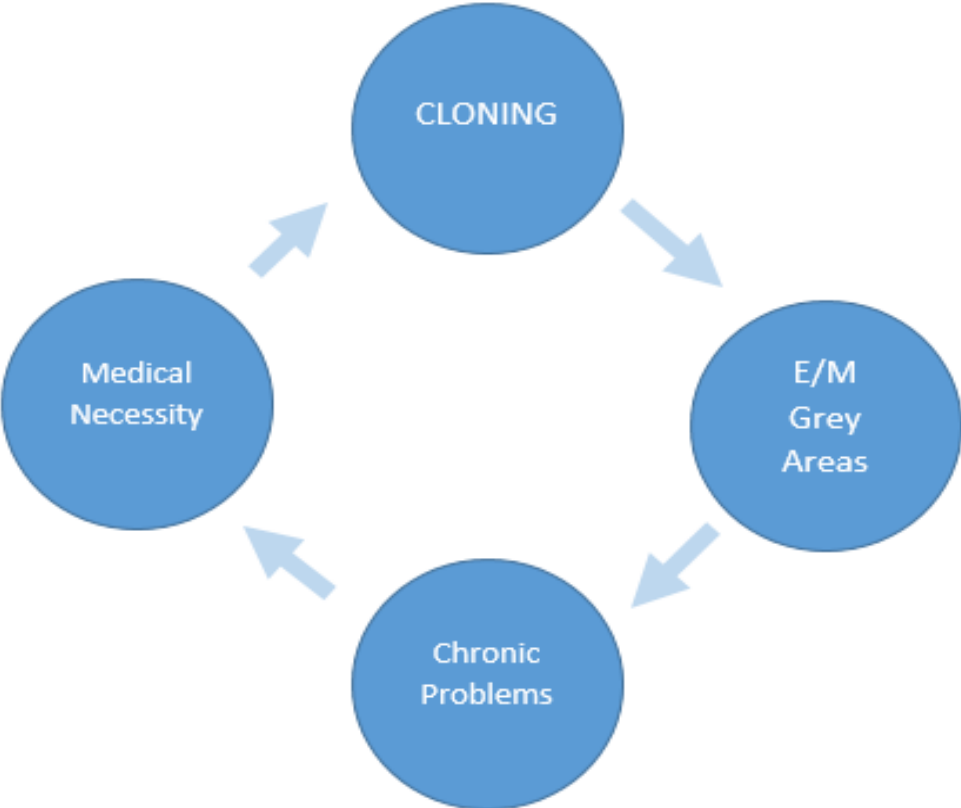 CLONING
E/M
Grey
Areas
Chronic
Problems
Medical
Necessity